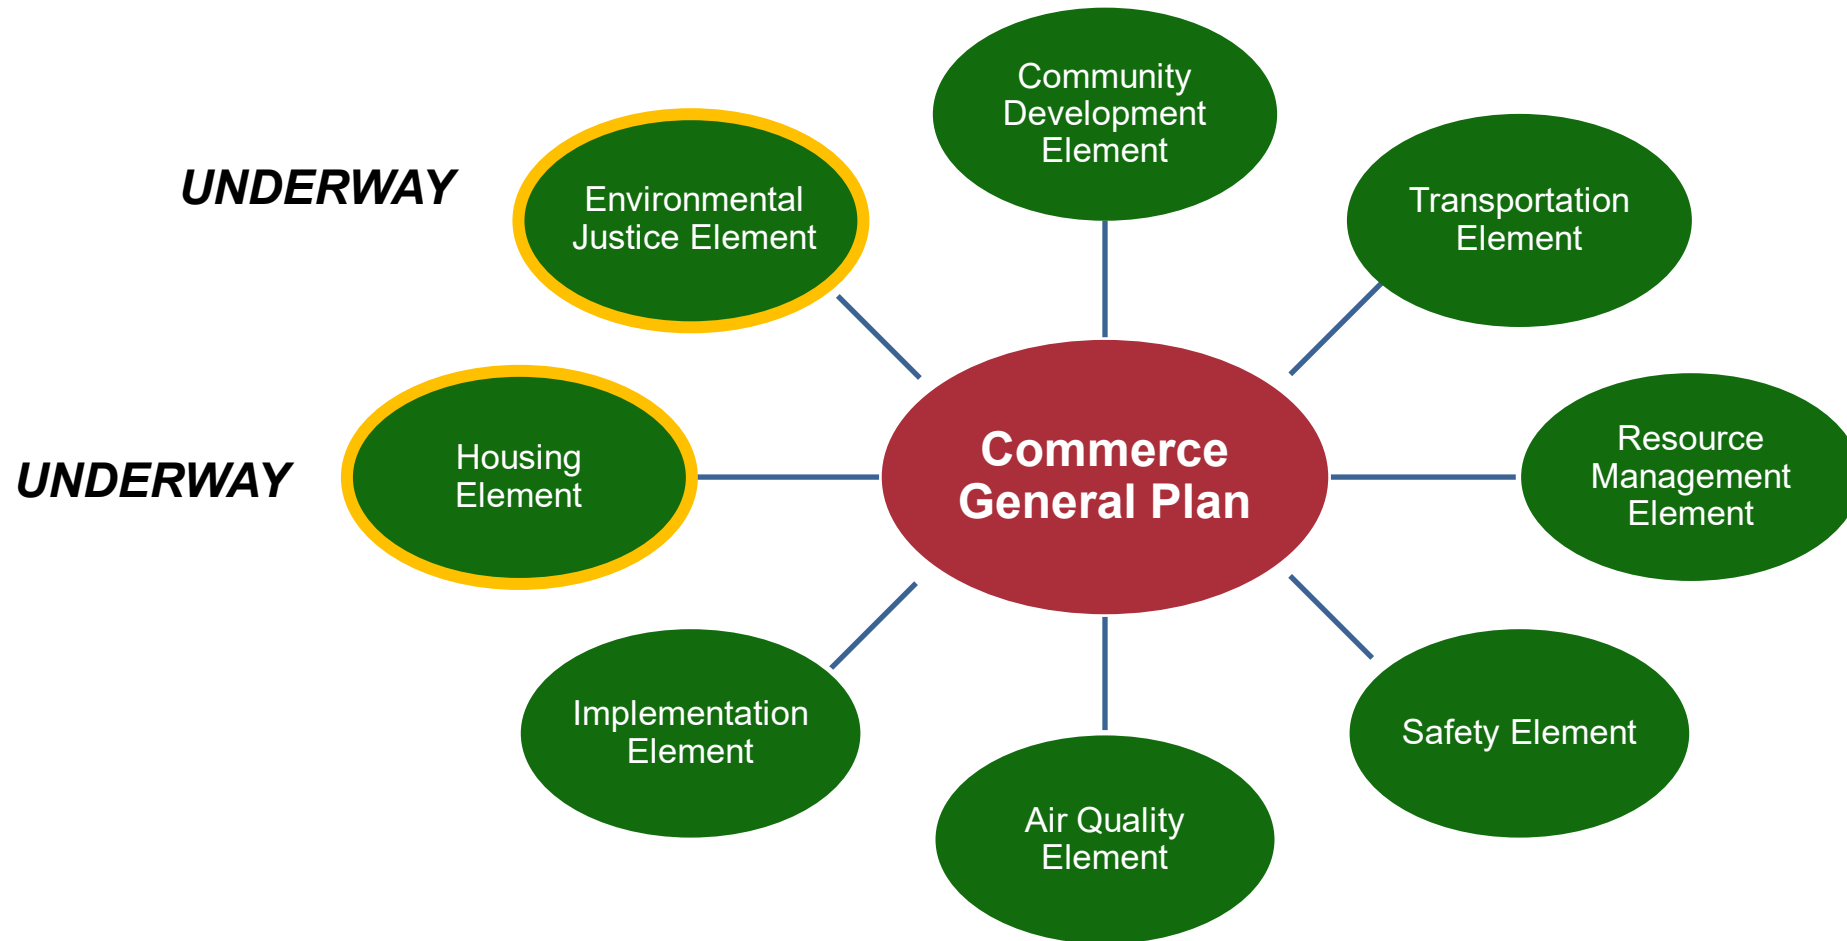 Community
Development
Element
UNDERWAY
Environmental
Justice Element
Transportation
Element
UNDERWAY
Housing
Element
Commerce
General Plan
Resource
Management
Element
Implementation
Element
Safety Element
Air Quality
Element